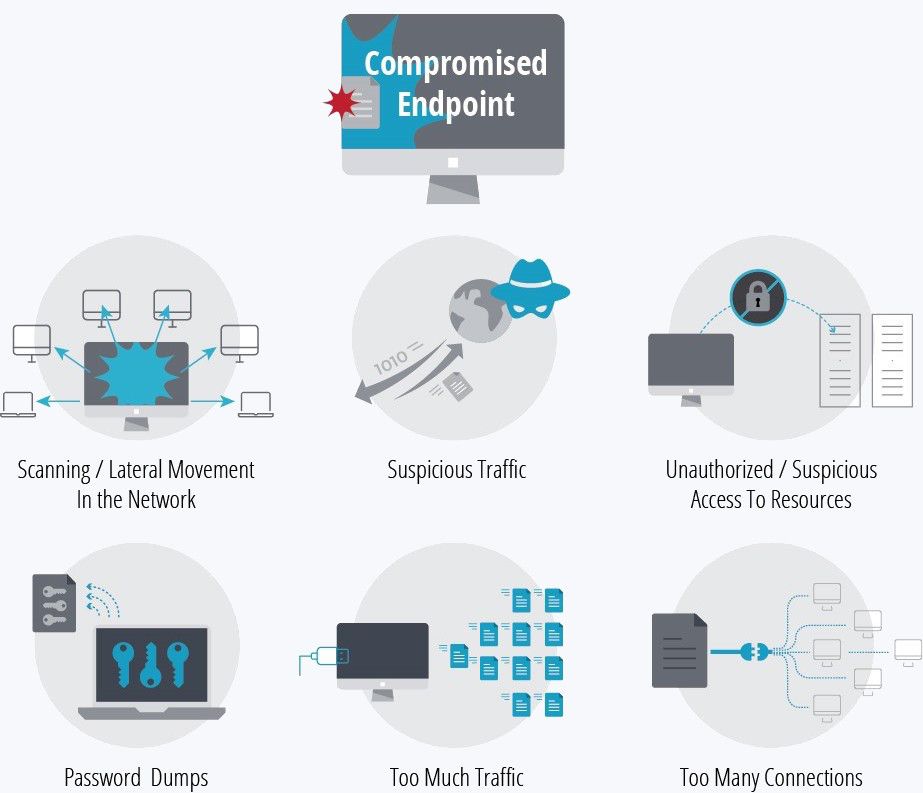 Compromised
Endpoint
1010
Scanning / Lateral Movement
In the Network
Suspicious Traffic
Unauthorized / Suspicious
Access To Resources
Password Dumps
Too Much Traffic
Too Many Connections